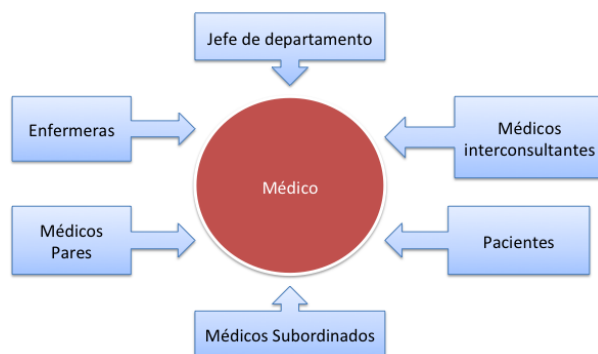 Jefe de departamento
Enfermeras
Médicos
interconsultantes
Médico
Médicos
Pares
Pacientes
Médicos Subordinados